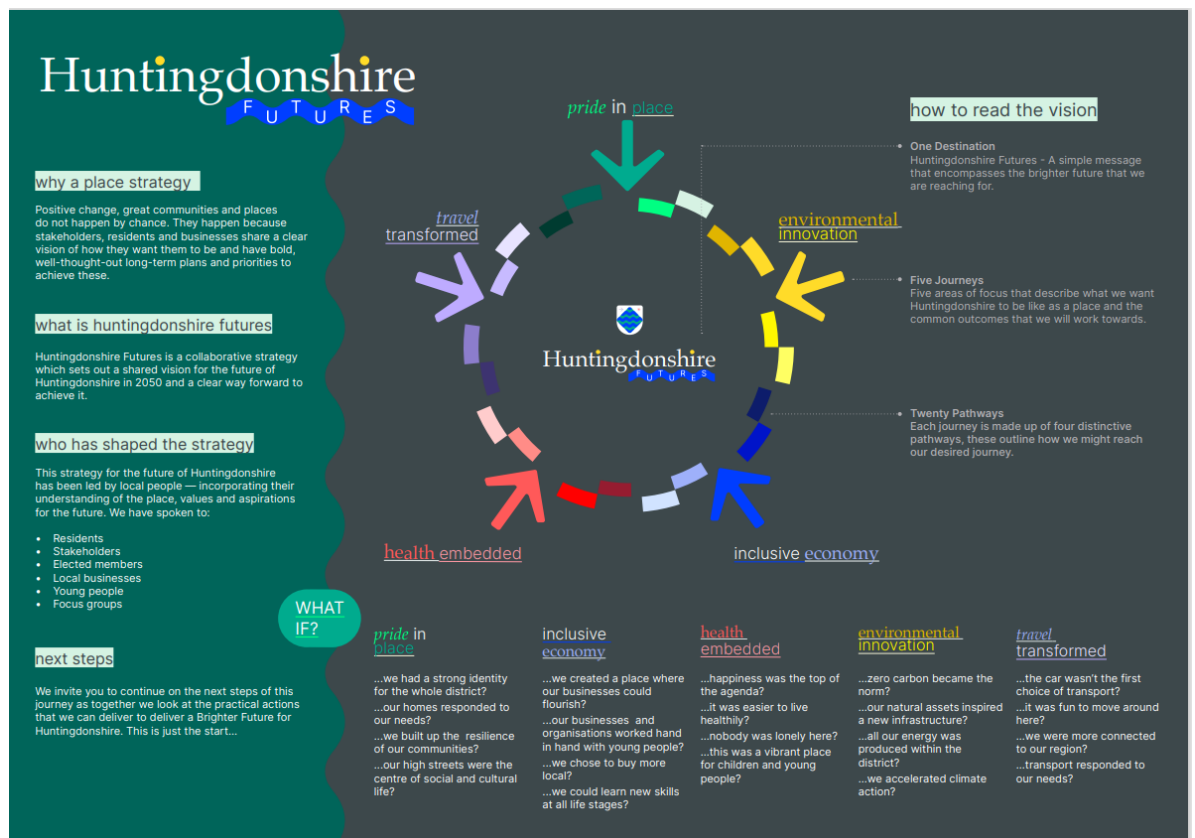 Huntingdonshire
FUTURES
why a place strategy
Positive change, great communities and places
do not happen by chance. They happen because
stakeholders, residents and businesses share a clear
vision of how they want them to be and have bold,
well-thought-out long-term plans and priorities to
achieve these.
what is huntingdonshire futures
Huntingdonshire Futures is a collaborative strategy
which sets out a shared vision for the future of
Huntingdonshire in 2050 and a clear way forward to
achieve it.
who has shaped the strategy
This strategy for the future of Huntingdonshire
has been led by local people — incorporating their
understanding of the place, values and aspirations
for the future. We have spoken to:
• Residents
• Stakeholders
• Elected members
• Local businesses
• Young people
• Focus groups
next steps
We invite you to continue on the next steps of this
journey as together we look at the practical actions
that we can deliver to deliver a Brighter Future for
Huntingdonshire. This is just the start...
pride in place
travel
transformed
environmental
innovation
Huntingdonshire
FUTURES
health embedded
inclusive economy
how to read the vision
One Destination
Huntingdonshire Futures - A simple message
that encompasses the brighter future that we
are reaching for.
Five Journeys
Five areas of focus that describe what we want
Huntingdonshire to be like as a place and the
common outcomes that we will work towards.
Twenty Pathways
Each journey is made up of four distinctive
pathways, these outline how we might reach
our desired journey.
WHAT
IF?
pride in
place
...we had a strong identity
for the whole district?
...our homes responded to
our needs?
...we built up the resilience
of our communities?
...our high streets were the
centre of social and cultural
life?
inclusive
economy
...we created a place where
our businesses could
flourish?
...our businesses and
organisations worked hand
in hand with young people?
...we chose to buy more
local?
...we could learn new skills
at all life stages?
health
embedded
...happiness was the top of
the agenda?
...it was easier to live
healthily?
...nobody was lonely here?
...this was a vibrant place
for children and young
people?
environmental
innovation
...zero carbon became the
norm?
...our natural assets inspired
a new infrastructure?
...all our energy was
produced within the
district?
...we accelerated climate
action?
travel
transformed
...the car wasn't the first
choice of transport?
...it was fun to move around
here?
...we were more connected
to our region?
...transport responded to
our needs?